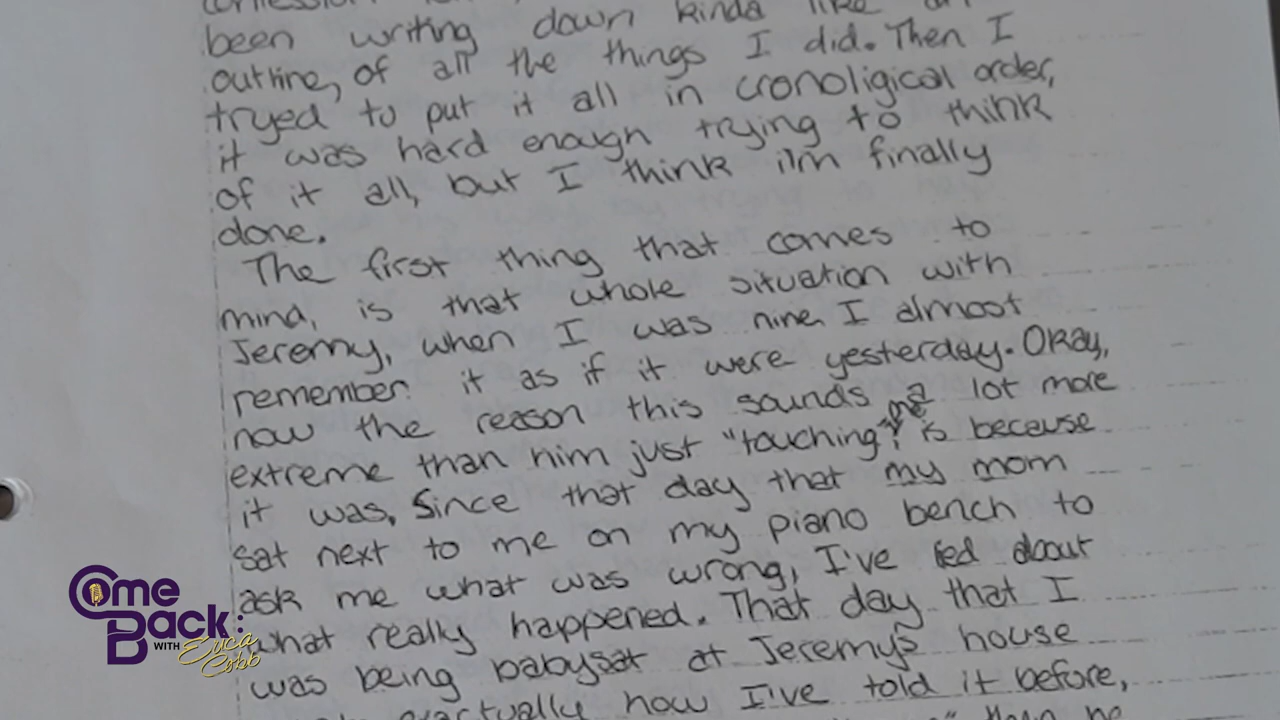 been writing down kinda like an
outline, of all the things I did. Then I
tryed to put it all in cronoligical order,
it was hard enough trying to think
of it all, but I think i'm finally
done.
The first thing that comes to
mind, is that whole situation with
Jeremy, when I was nine. I almost
remember it as if it were yesterday. Okay,
now the reason this sounds a lot more
extreme than him just "touching" me, is because
it was. Since that day that my mom
sat next to me on my piano bench to
ask me what was wrong, I've lied about
what really happened. That day that I
was being babysat at Jeremy's house
exactually how I've told it before,
then he
Come Back:
WITH Euca Cobb